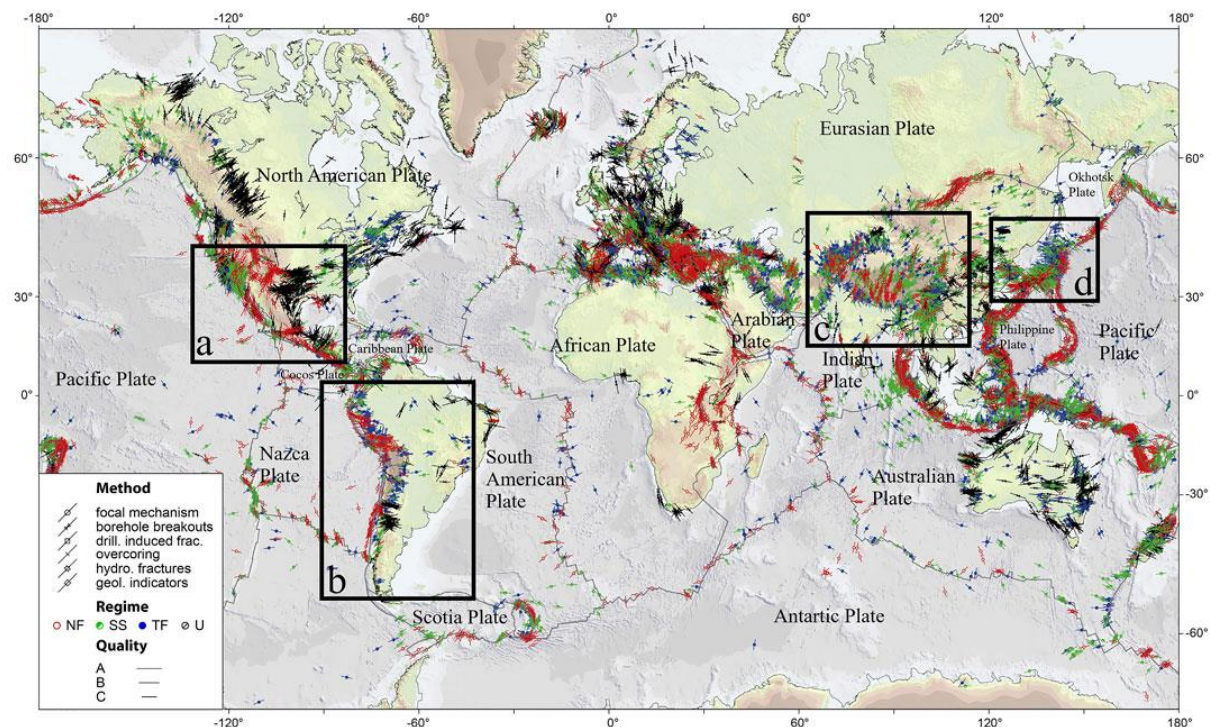 -180°
-120°
-60°
0°
60°
120°
180°
60°
60°
30°
30°
0°
0°
-30°
-60°
North American Plate
Eurasian Plate
Okhotsk
Plate
a
Caribbean Plate
Cocos Plate
Pacific Plate
African Plate
Arabian
Plate
c
Indian
Plate
d
Philippine
Plate
Pacific
Plate
Nazca
Plate
b
South
American
Plate
Australian
Plate
Scotia Plate
Antartic Plate
Method
focal mechanism
borehole breakouts
drill. induced frac.
overcoring
hydro. fractures
geol. indicators
Regime
NF SS TF U
Quality
A
B
C
-120°
-60°
0°
60°
120°
180°